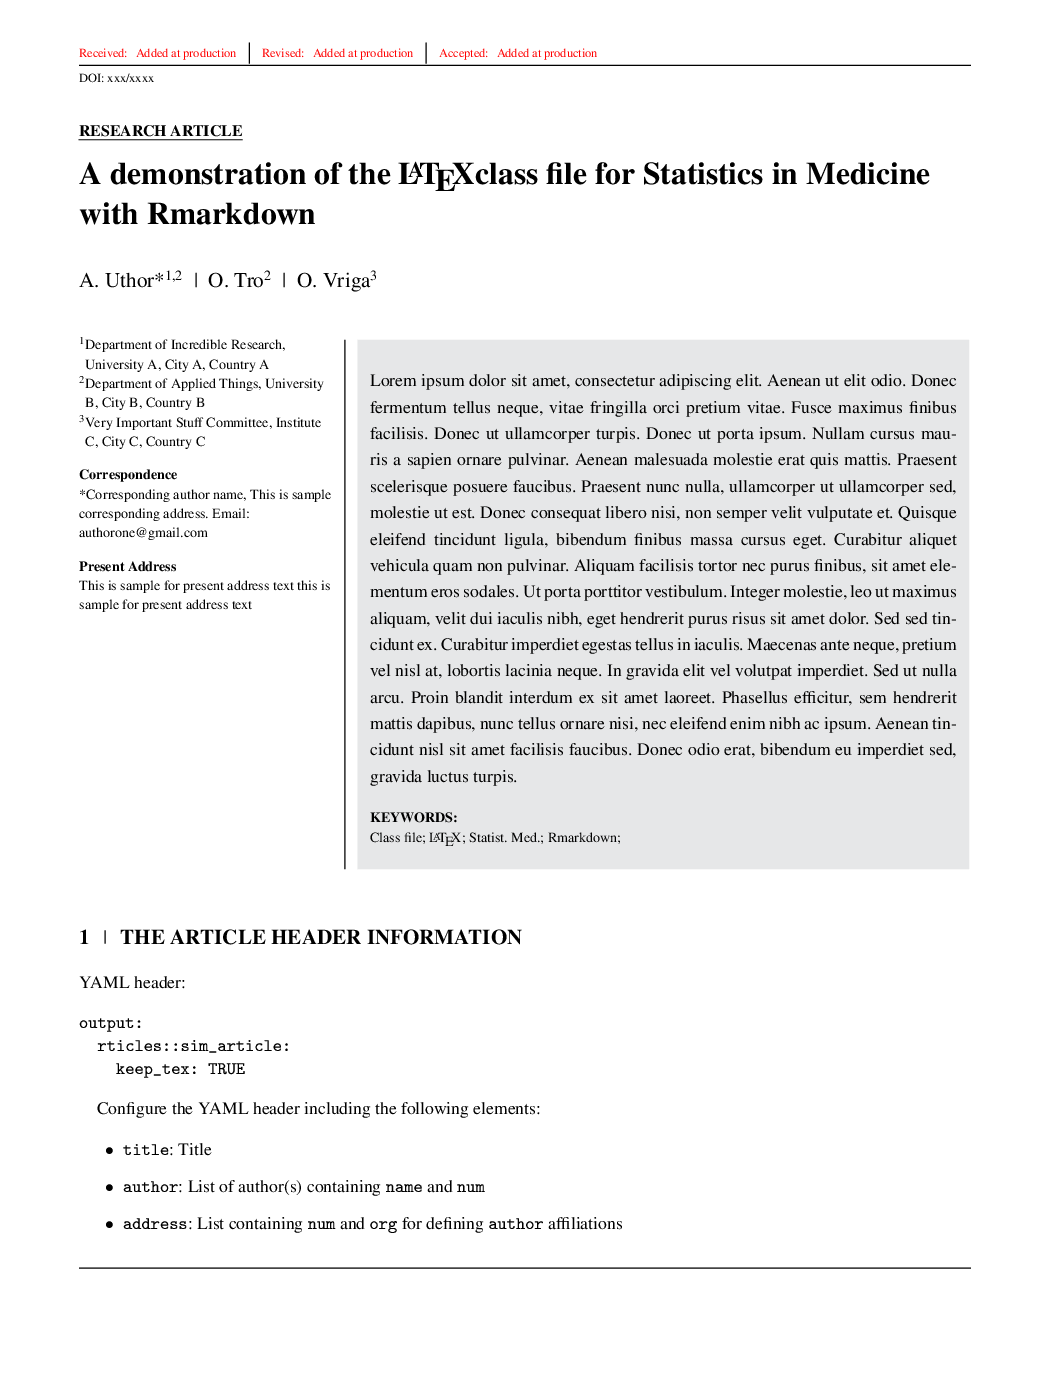 Received: Added at production Revised: Added at production Accepted: Added at production
DOI: xxx/xxxx
RESEARCH ARTICLE
A demonstration of the LATEXclass file for Statistics in Medicine
with Rmarkdown
A. Uthor*1,2 | O. Tro2 | O. Vriga3
1Department of Incredible Research,
University A, City A, Country A
2Department of Applied Things, University
B, City B, Country B
3Very Important Stuff Committee, Institute
C, City C, Country C
Correspondence
*Corresponding author name, This is sample
corresponding address. Email:
authorone@gmail.com
Present Address
This is sample for present address text this is
sample for present address text
Lorem ipsum dolor sit amet, consectetur adipiscing elit. Aenean ut elit odio. Donec
fermentum tellus neque, vitae fringilla orci pretium vitae. Fusce maximus finibus
facilisis. Donec ut ullamcorper turpis. Donec ut porta ipsum. Nullam cursus mau-
ris a sapien ornare pulvinar. Aenean malesuada molestie erat quis mattis. Praesent
scelerisque posuere faucibus. Praesent nunc nulla, ullamcorper ut ullamcorper sed,
molestie ut est. Donec consequat libero nisi, non semper velit vulputate et. Quisque
eleifend tincidunt ligula, bibendum finibus massa cursus eget. Curabitur aliquet
vehicula quam non pulvinar. Aliquam facilisis tortor nec purus finibus, sit amet ele-
mentum eros sodales. Ut porta porttitor vestibulum. Integer molestie, leo ut maximus
aliquam, velit dui iaculis nibh, eget hendrerit purus risus sit amet dolor. Sed sed tin-
cidunt ex. Curabitur imperdiet egestas tellus in iaculis. Maecenas ante neque, pretium
vel nisl at, lobortis lacinia neque. In gravida elit vel volutpat imperdiet. Sed ut nulla
arcu. Proin blandit interdum ex sit amet laoreet. Phasellus efficitur, sem hendrerit
mattis dapibus, nunc tellus ornare nisi, nec eleifend enim nibh ac ipsum. Aenean tin-
cidunt nisl sit amet facilisis faucibus. Donec odio erat, bibendum eu imperdiet sed,
gravida luctus turpis.
KEYWORDS:
Class file; LATEX; Statist. Med.; Rmarkdown;
1 | THE ARTICLE HEADER INFORMATION
YAML header:
output:
rticles::sim_article:
keep_tex: TRUE
Configure the YAML header including the following elements:
• title: Title
• author: List of author(s) containing name and num
• address: List containing num and org for defining author affiliations